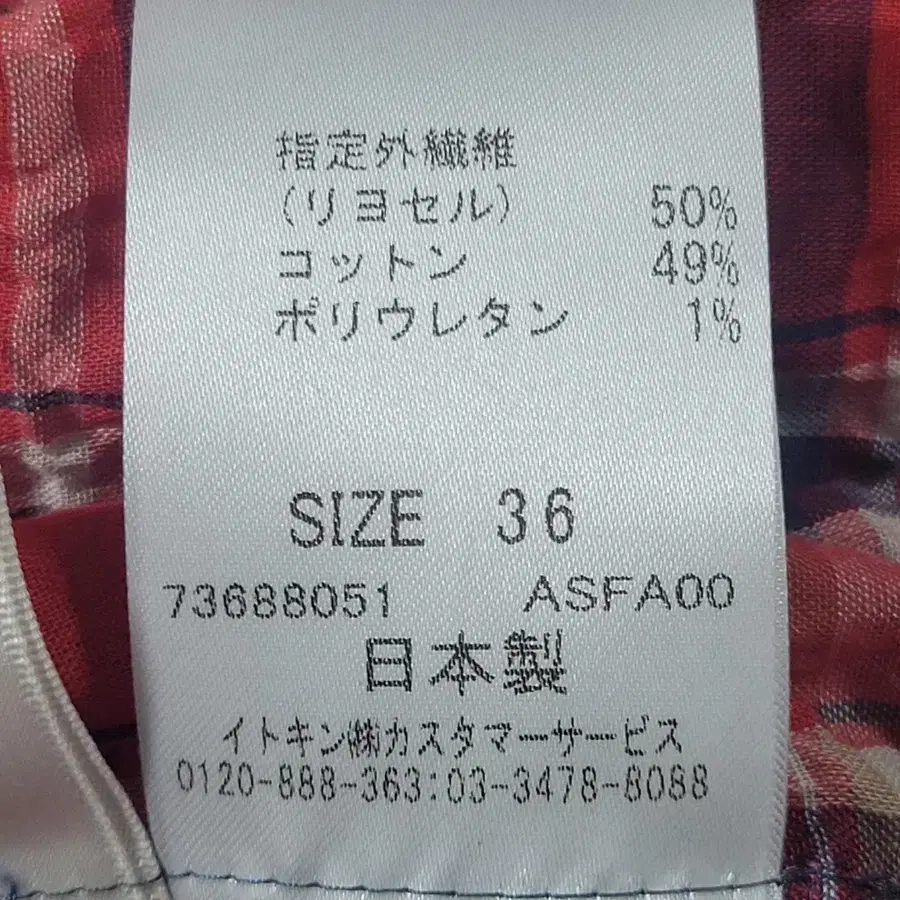 指定外繊維
(リヨセル) 50%
コットン 49%
ポリウレタン 1%
SIZE 36
73688051 ASFA00
日本製
イトキン㈱カスタマーサービス
0120-888-363:03-3478-8088